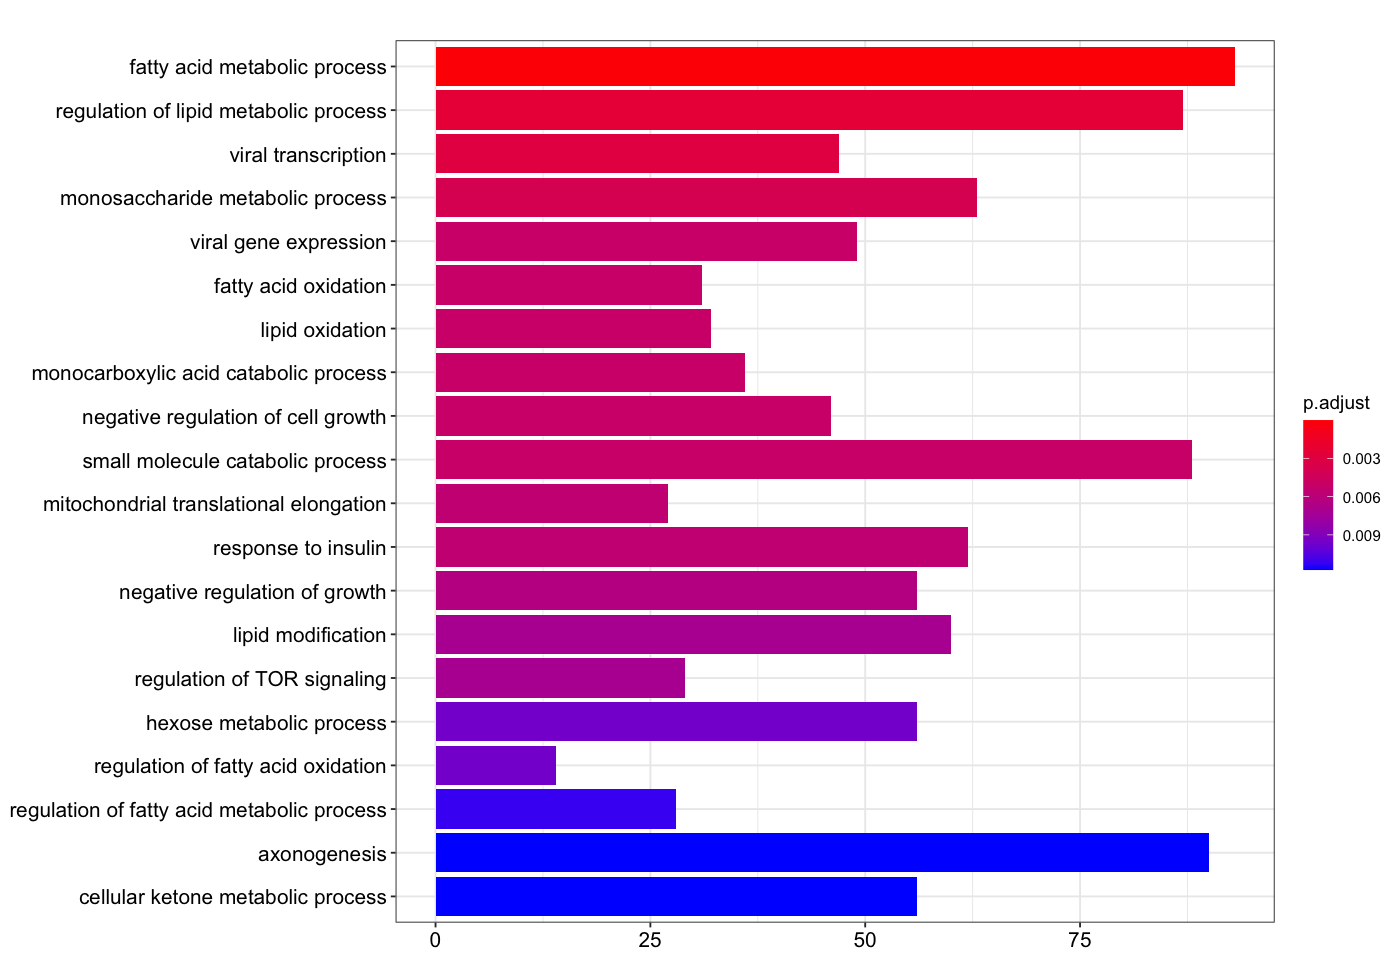 fatty acid metabolic process
regulation of lipid metabolic process
viral transcription
monosaccharide metabolic process
viral gene expression
fatty acid oxidation
lipid oxidation
monocarboxylic acid catabolic process
negative regulation of cell growth
small molecule catabolic process
mitochondrial translational elongation
response to insulin
negative regulation of growth
lipid modification
regulation of TOR signaling
hexose metabolic process
regulation of fatty acid oxidation
regulation of fatty acid metabolic process
axonogenesis
cellular ketone metabolic process
0 25 50 75
p.adjust
0.003
0.006
0.009